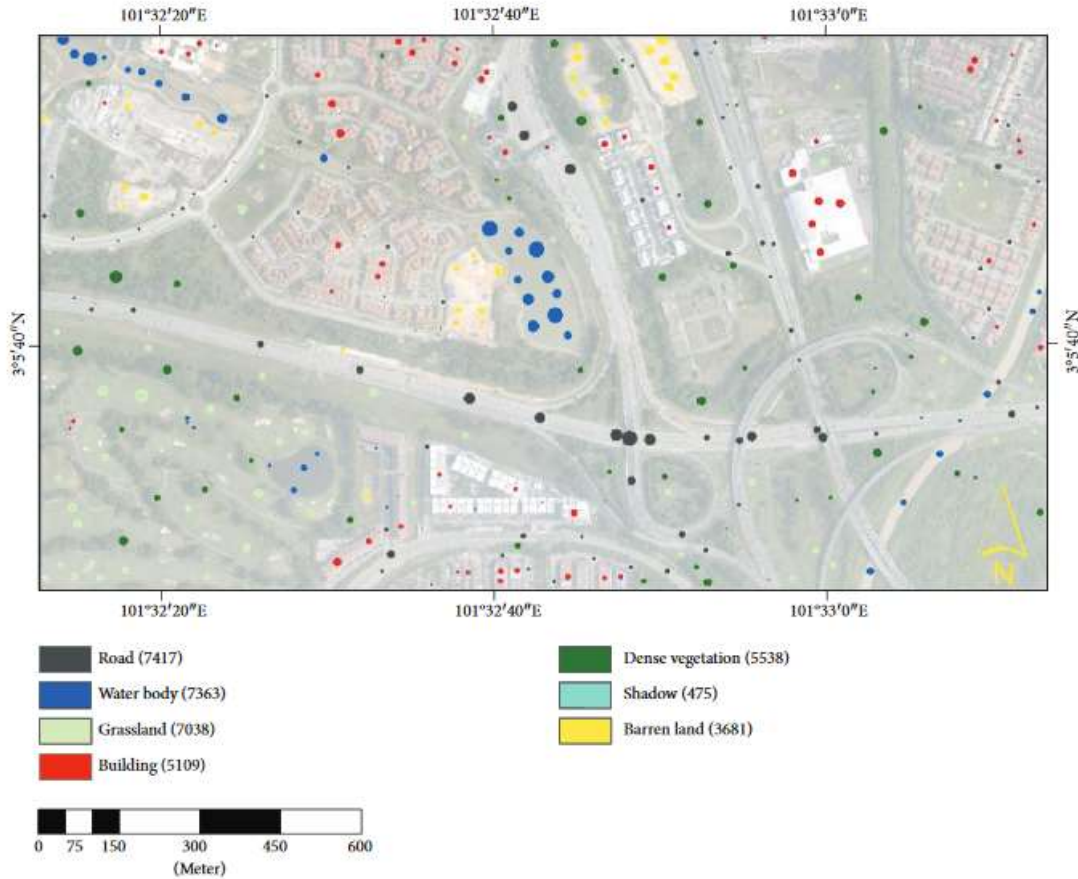 101°32′20″E 101°32′40″E 101°33′0″E
3°5′40″N 3°5′40″N
N
101°32′20″E 101°32′40″E 101°33′0″E
Road (7417)
Water body (7363)
Grassland (7038)
Building (5109)
Dense vegetation (5538)
Shadow (475)
Barren land (3681)
0 75 150 300 450 600
(Meter)